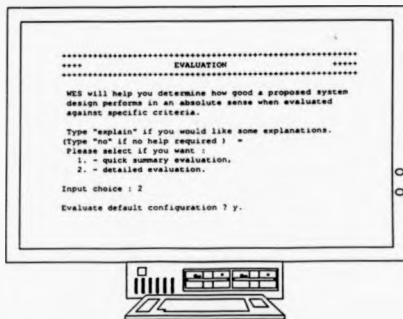 ++++++++++++++++++++++++++++++++++++++++++++++++++++++
++++ EVALUATION +++++
++++++++++++++++++++++++++++++++++++++++++++++++++++++
WES will help you determine how good a proposed system
design performs in an absolute sense when evaluated
against specific criteria.
Type "explain" if you would like some explanations.
(Type "no" if no help required ) =
Please select if you want :
1. - quick summary evaluation,
2. - detailed evaluation.
Input choice : 2
Evaluate default configuration ? y.